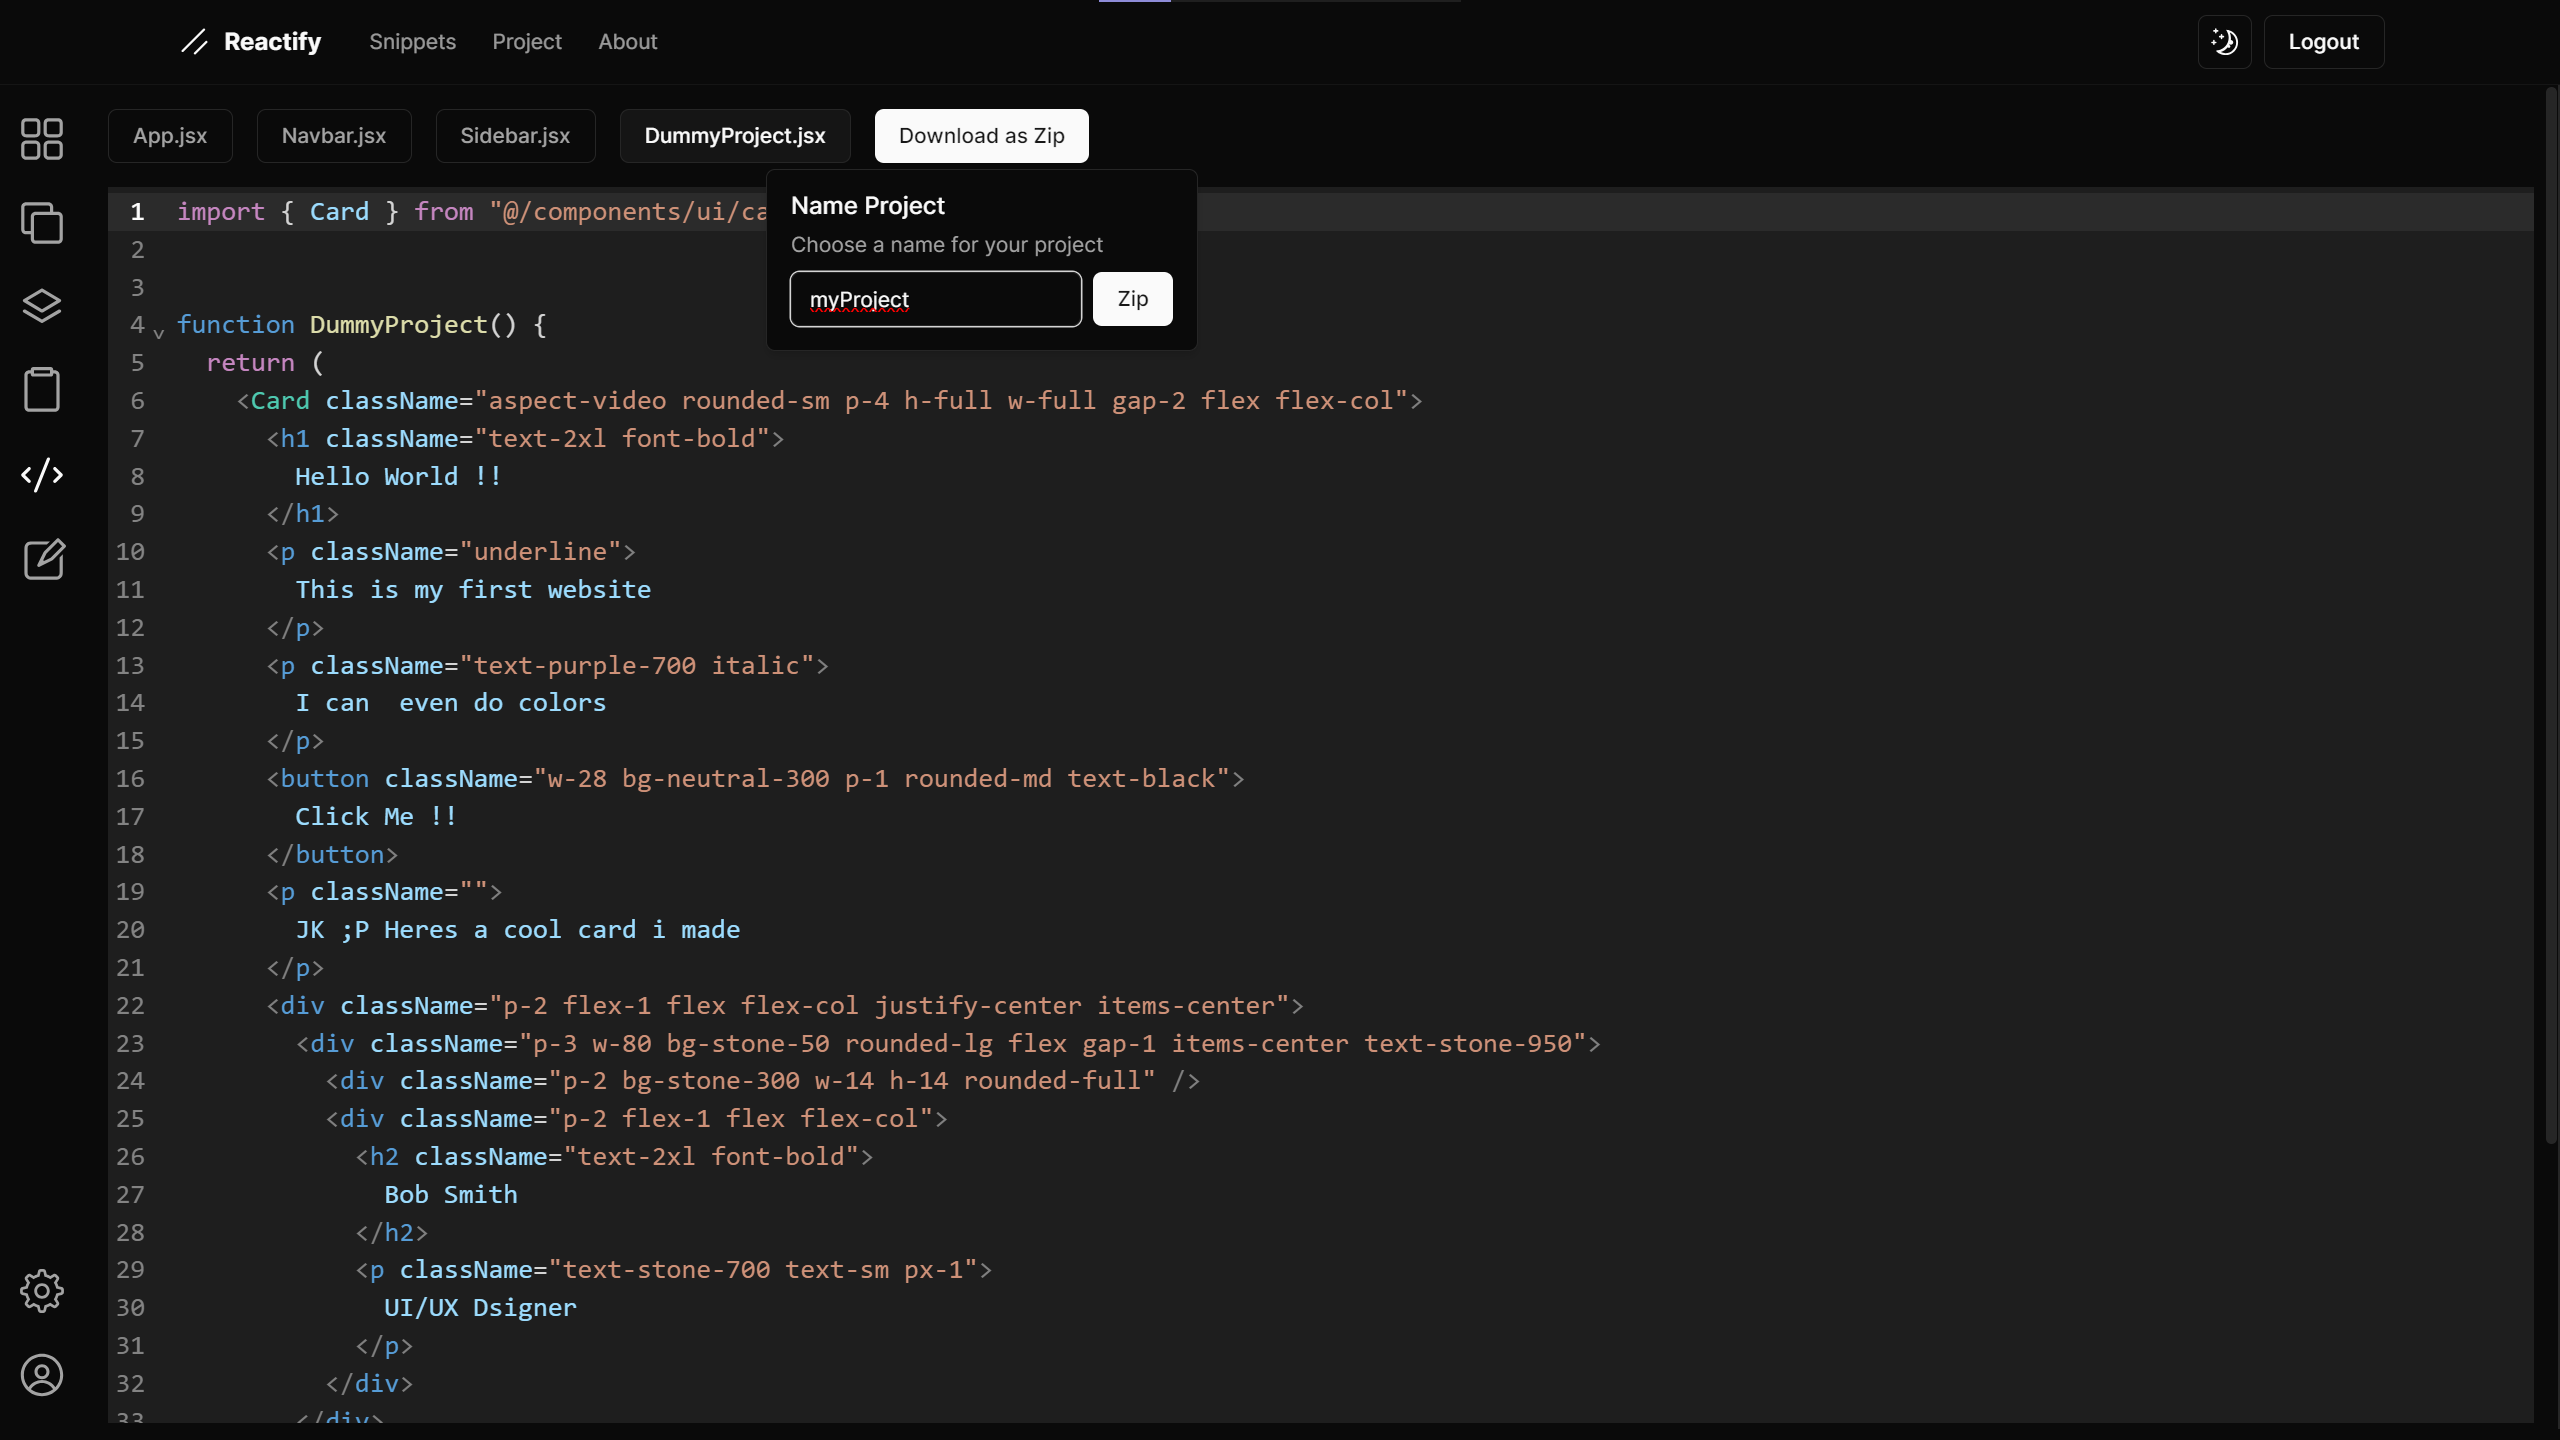 Reactify Snippets Project About Logout
App.jsx Navbar.jsx Sidebar.jsx DummyProject.jsx Download as Zip
Name Project
Choose a name for your project
myProject Zip
1 import { Card } from "@/components/ui/ca
2
3
4 function DummyProject() {
5 return (
6 <Card className="aspect-video rounded-sm p-4 h-full w-full gap-2 flex flex-col">
7 <h1 className="text-2xl font-bold">
8 Hello World !!
9 </h1>
10 <p className="underline">
11 This is my first website
12 </p>
13 <p className="text-purple-700 italic">
14 I can  even do colors
15 </p>
16 <button className="w-28 bg-neutral-300 p-1 rounded-md text-black">
17 Click Me !!
18 </button>
19 <p className="">
20 JK ;P Heres a cool card i made
21 </p>
22 <div className="p-2 flex-1 flex flex-col justify-center items-center">
23 <div className="p-3 w-80 bg-stone-50 rounded-lg flex gap-1 items-center text-stone-950">
24 <div className="p-2 bg-stone-300 w-14 h-14 rounded-full" />
25 <div className="p-2 flex-1 flex flex-col">
26 <h2 className="text-2xl font-bold">
27 Bob Smith
28 </h2>
29 <p className="text-stone-700 text-sm px-1">
30 UI/UX Dsigner
31 </p>
32 </div>
33 </div>